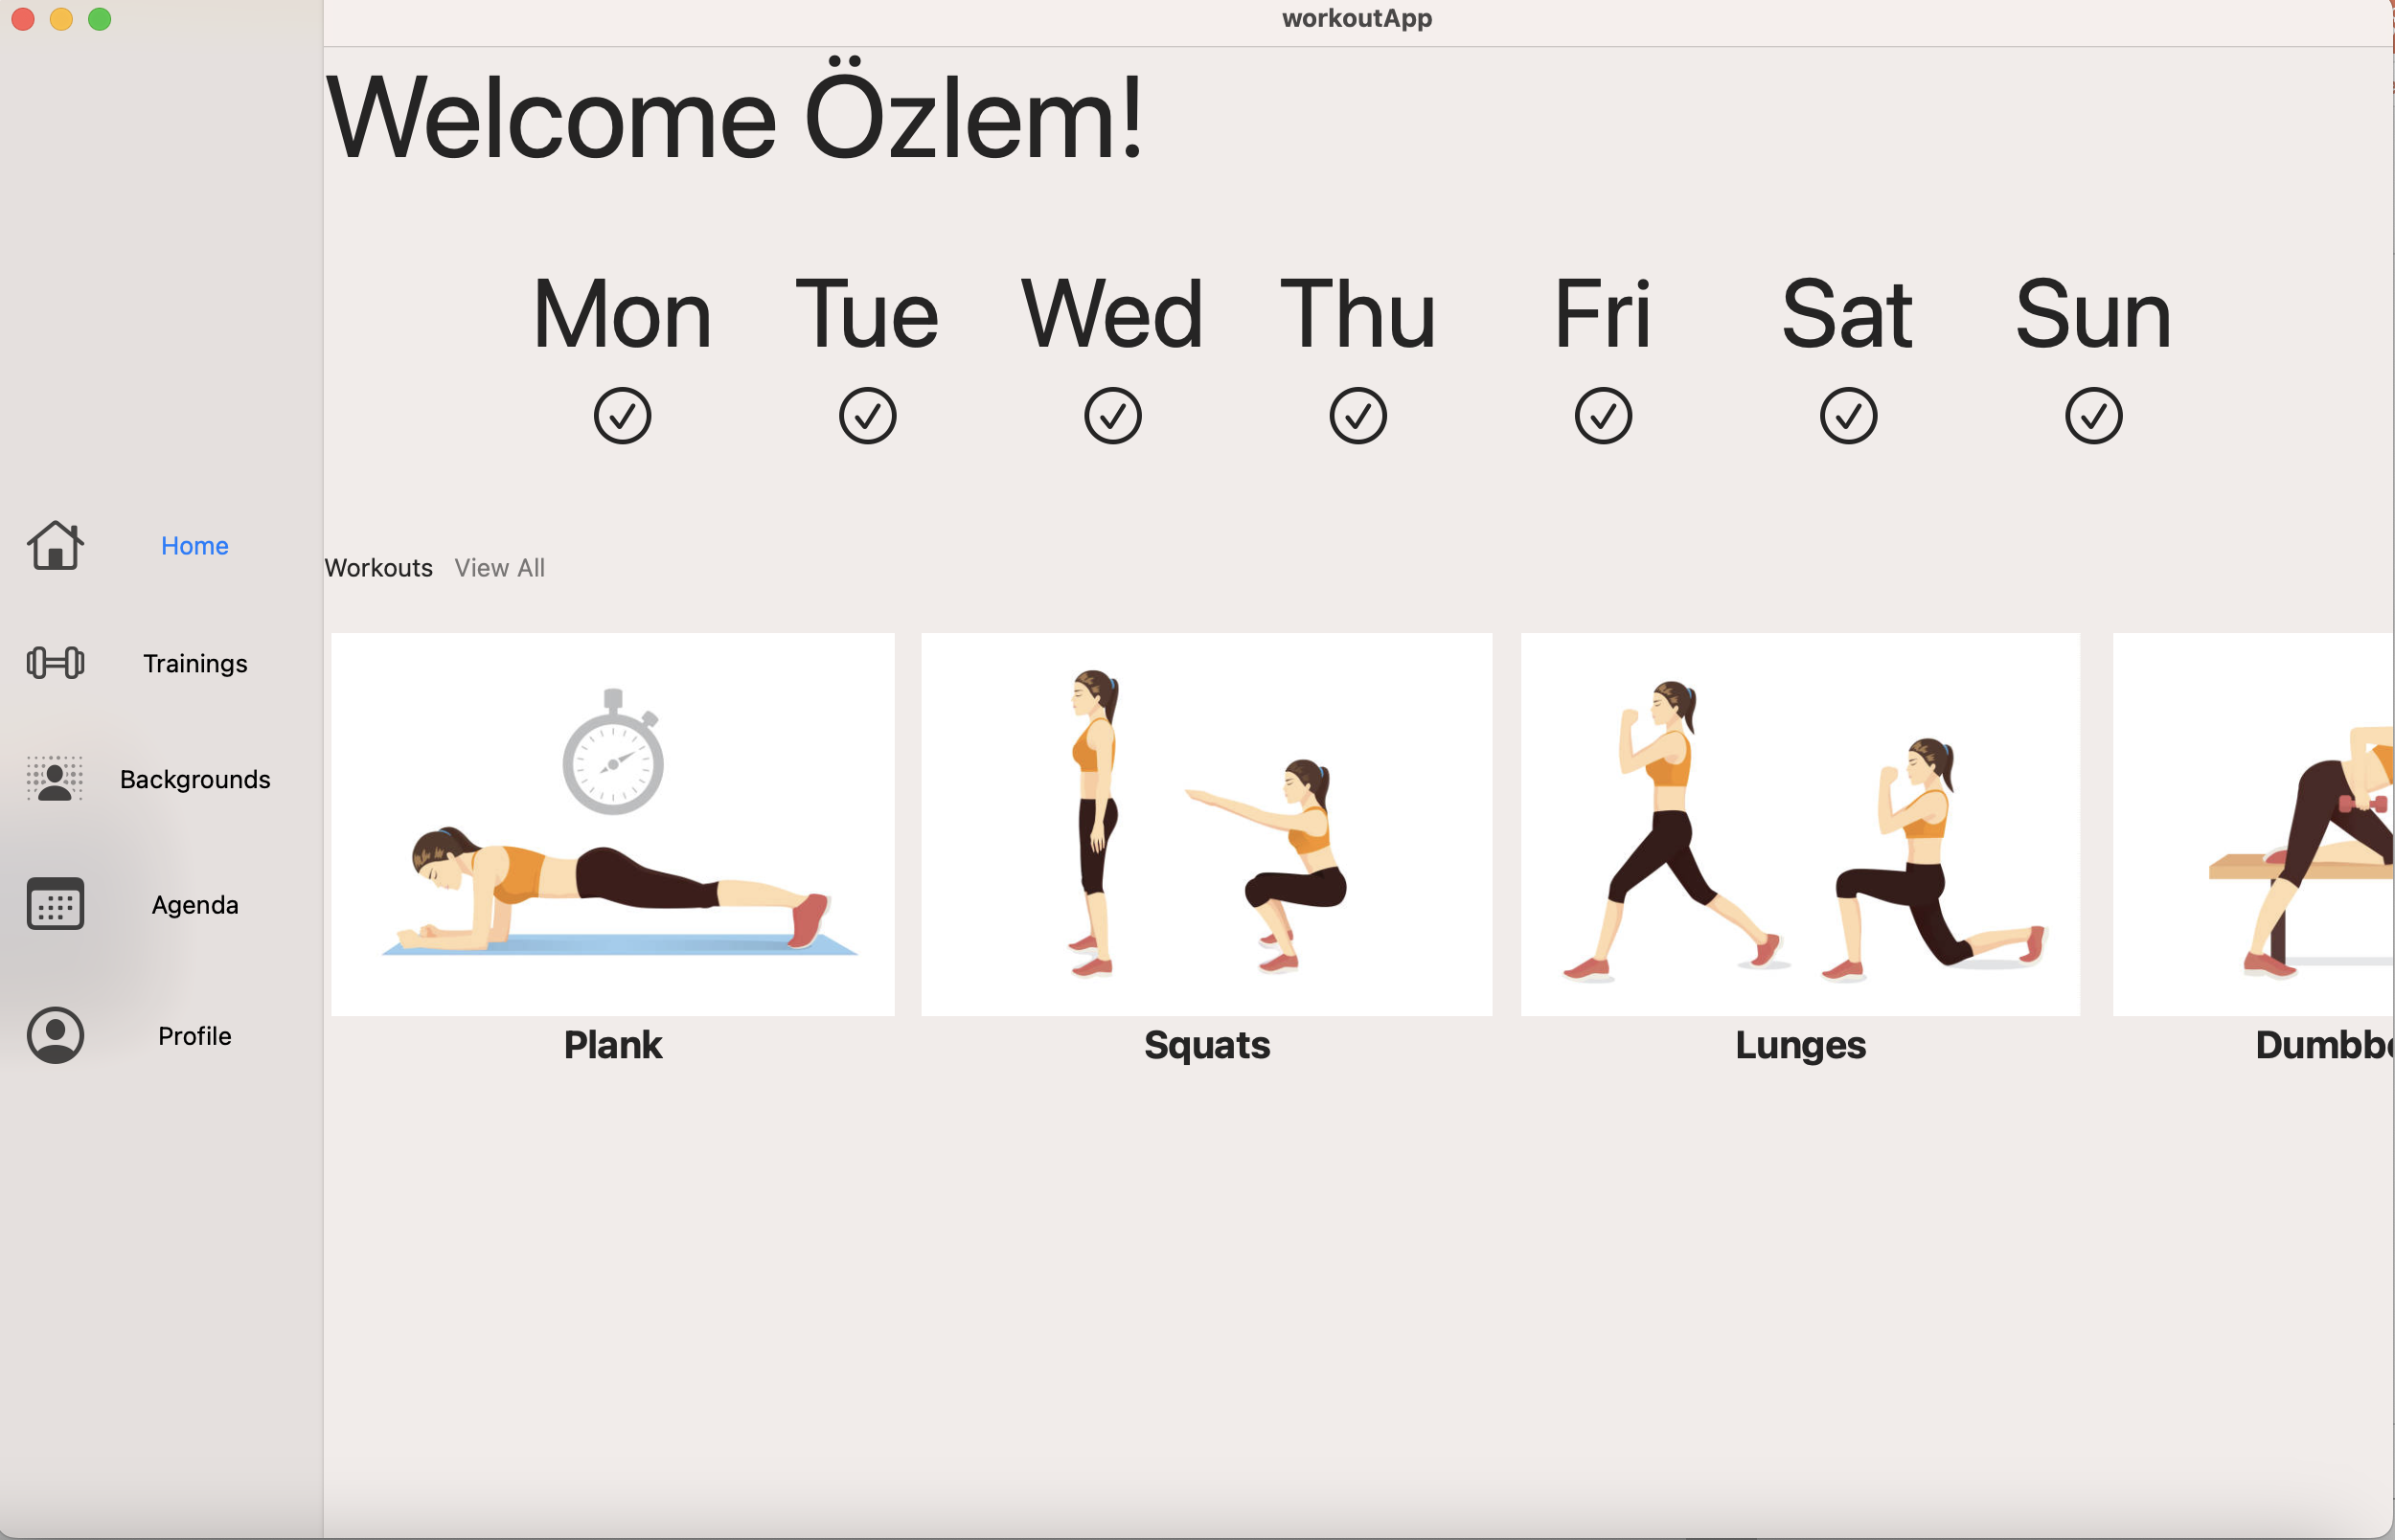 workoutApp
Welcome Özlem!
Mon Tue Wed Thu Fri Sat Sun
Home
Workouts View All
Trainings
Backgrounds
Agenda
Profile
Plank Squats Lunges